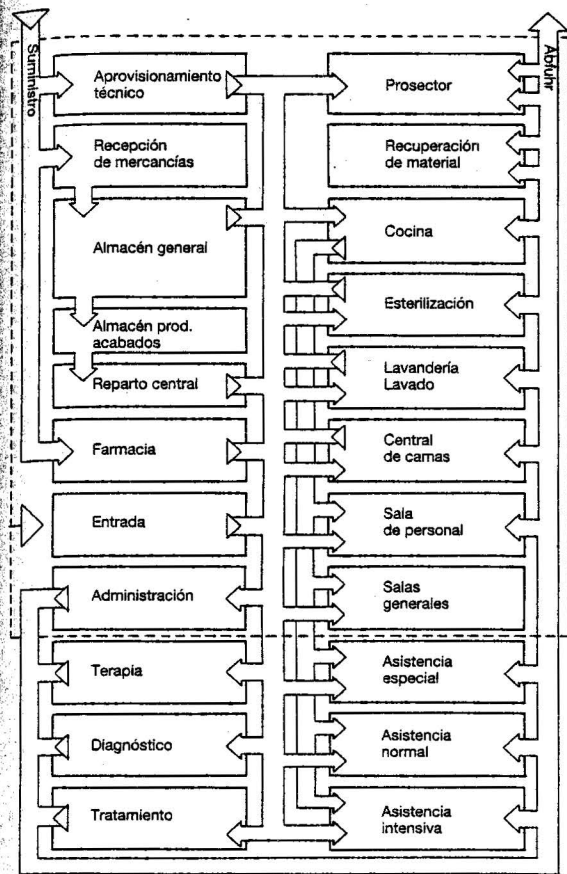 Suministro
Abfuhr
Aprovisionamiento
técnico
Recepción
de mercancías
Almacén general
Almacén prod.
acabados
Reparto central
Farmacia
Entrada
Administración
Terapia
Diagnóstico
Tratamiento
Prosector
Recuperación
de material
Cocina
Esterilización
Lavandería
Lavado
Central
de camas
Sala
de personal
Salas
generales
Asistencia
especial
Asistencia
normal
Asistencia
intensiva